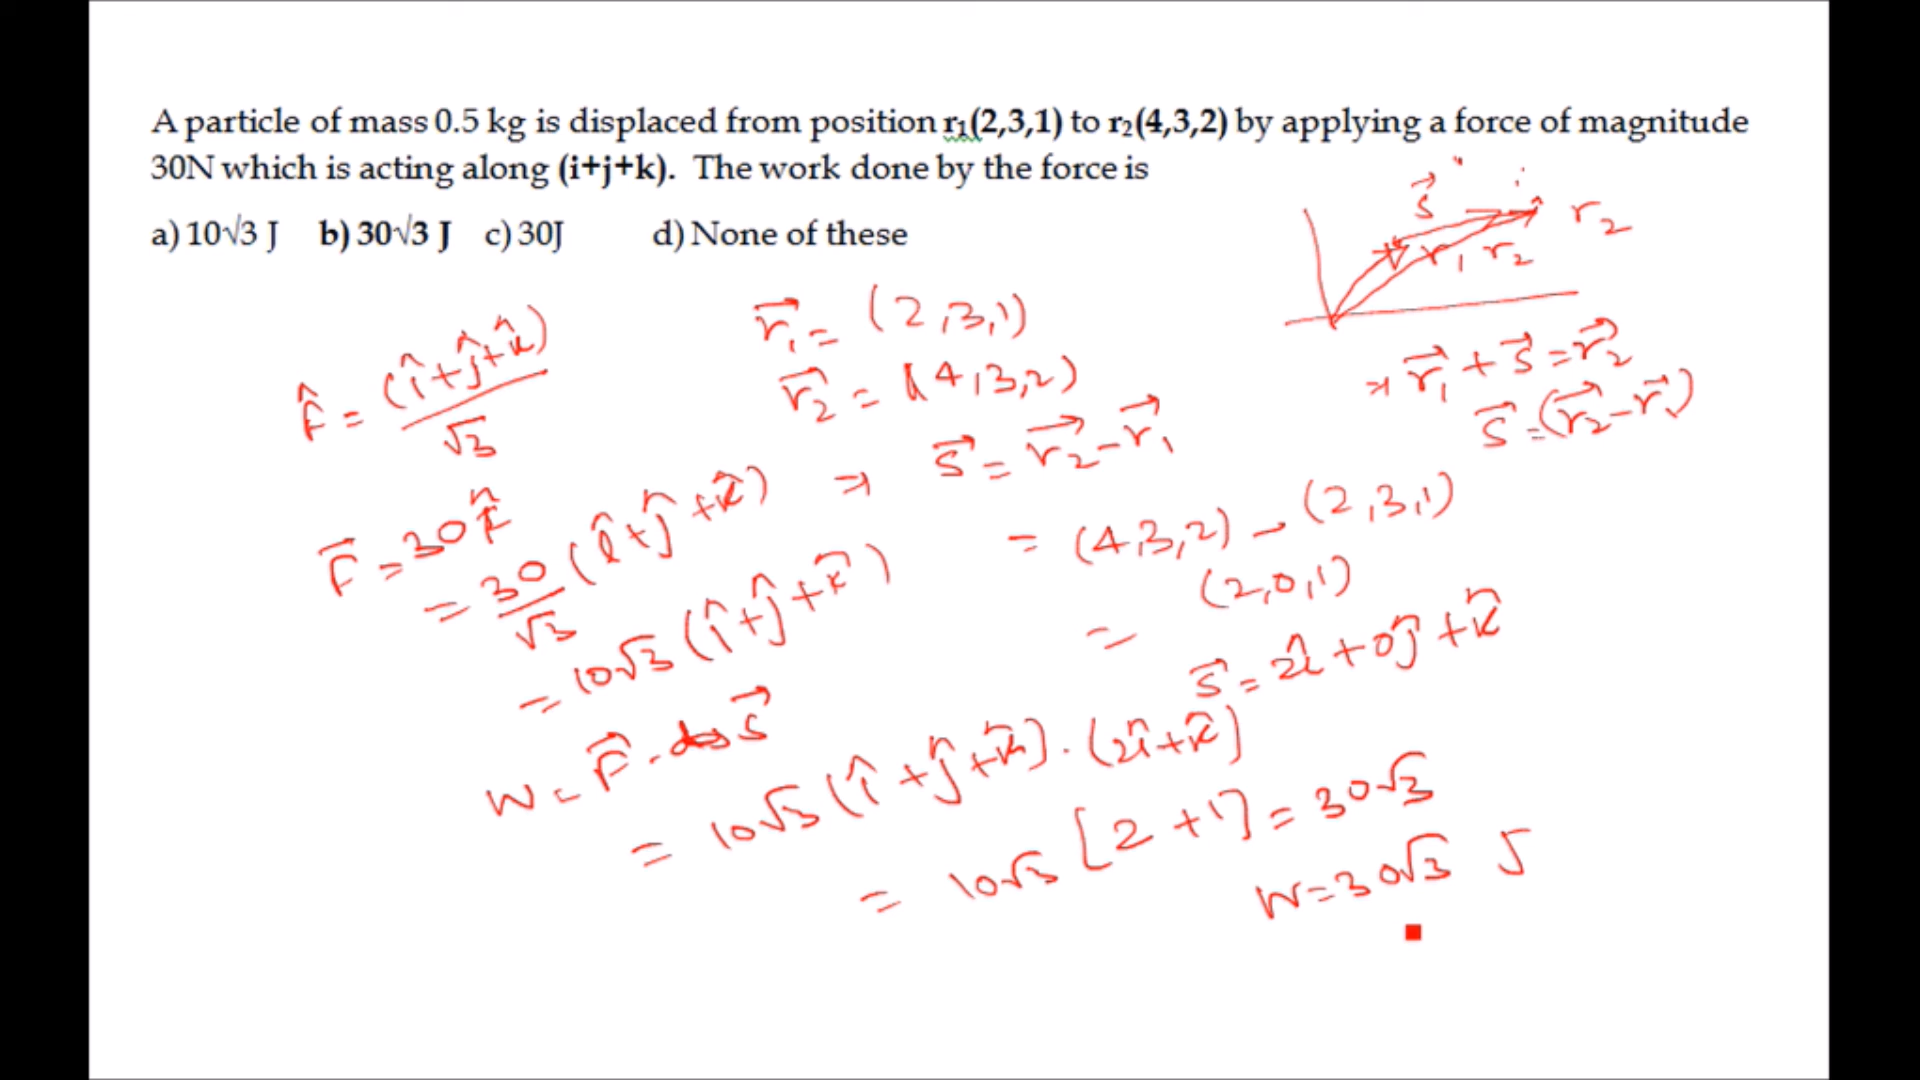 A particle of mass 0.5 kg is displaced from position r₁(2,3,1) to r₂(4,3,2) by applying a force of magnitude
30N which is acting along (i+j+k). The work done by the force is
a) 10√3 J b) 30√3 J c) 30J d) None of these
s⃗
r₂
r₁ r₂
F̂ = (î+ĵ+k̂)/√3
r⃗₁ = (2,3,1)
r⃗₂ = (4,3,2)
⇒ r⃗₁ + s⃗ = r⃗₂
s⃗ = (r⃗₂ - r⃗₁)
⇒ s⃗ = r⃗₂ - r⃗₁
= (4,3,2) - (2,3,1)
= (2,0,1)
s⃗ = 2î + 0ĵ + k̂
F⃗ = 30F̂
= 30/√3 (î+ĵ+k̂)
= 10√3 (î+ĵ+k̂)
W = F⃗ . s⃗
= 10√3 (î+ĵ+k̂) . (2î+k̂)
= 10√3 [2+1] = 30√3
W = 30√3 J